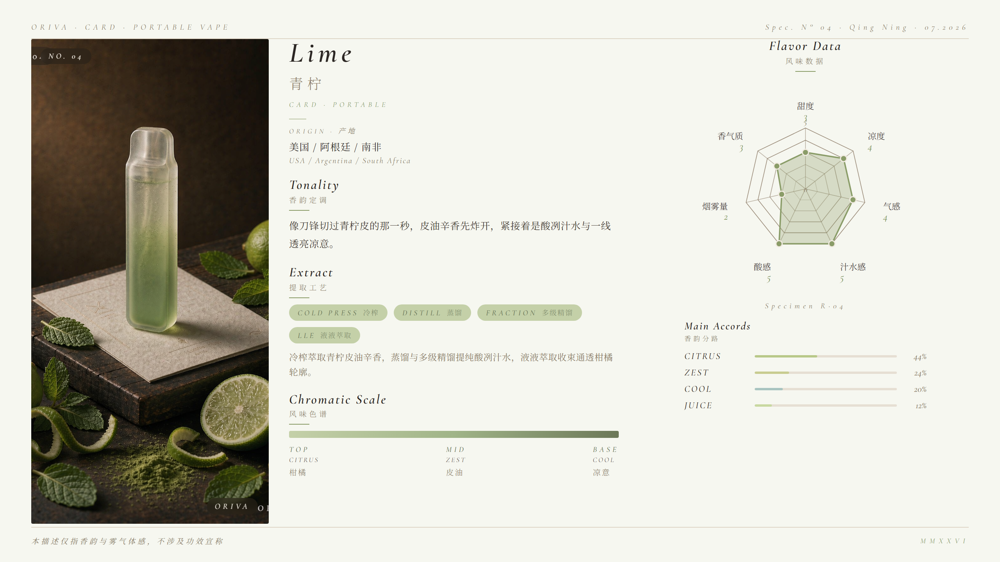 ORIVA · CARD · PORTABLE VAPE
Spec. Nº 04 · Qing Ning · 07.2026
NO. 04
ORIVA
Lime
青柠
CARD · PORTABLE
ORIGIN · 产地
美国 / 阿根廷 / 南非
USA / Argentina / South Africa
Tonality
香韵定调
像刀锋切过青柠皮的那一秒，皮油辛香先炸开，紧接着是酸冽汁水与一线
透亮凉意。
Extract
提取工艺
COLD PRESS 冷榨
DISTILL 蒸馏
FRACTION 多级精馏
LLE 液液萃取
冷榨萃取青柠皮油辛香，蒸馏与多级精馏提纯酸冽汁水，液液萃取收束通透柑橘
轮廓。
Chromatic Scale
风味色谱
TOP
CITRUS
柑橘
MID
ZEST
皮油
BASE
COOL
凉意
Flavor Data
风味数据
甜度
3
5
凉度
4
气感
4
汁水感
5
酸感
5
烟雾量
2
香气质
3
0
Specimen R·04
Main Accords
香韵分路
CITRUS 44%
ZEST 24%
COOL 20%
JUICE 12%
本描述仅指香韵与雾气体感，不涉及功效宣称
MMXXVI